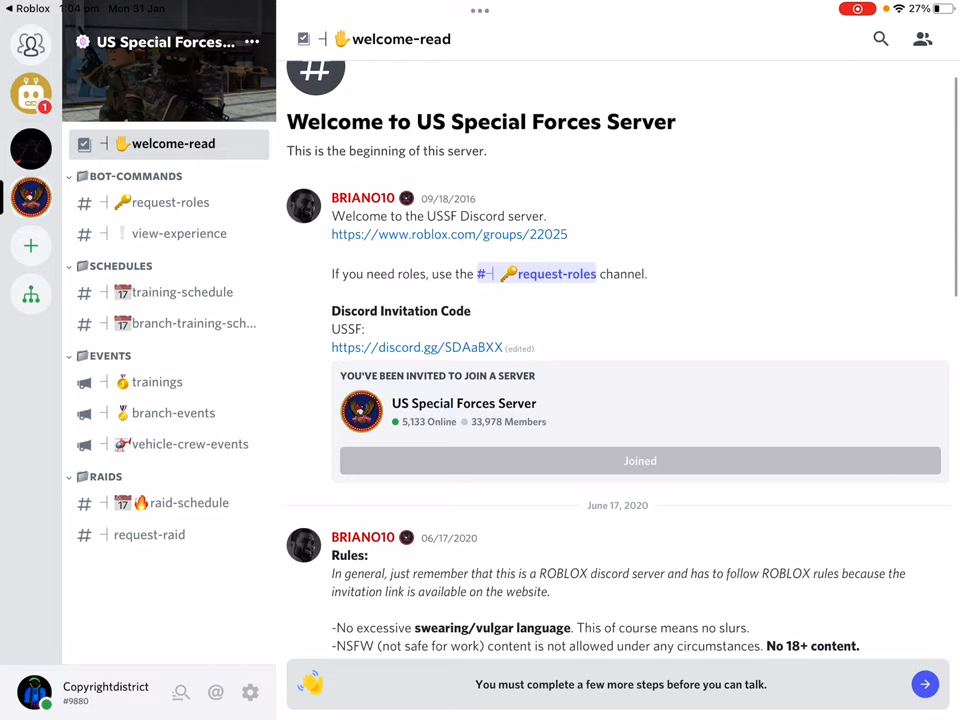 Roblox 1:04 pm Mon 31 Jan 27%
US Special Forces...
welcome-read
BOT-COMMANDS
request-roles
view-experience
SCHEDULES
training-schedule
branch-training-sch...
EVENTS
trainings
branch-events
vehicle-crew-events
RAIDS
raid-schedule
request-raid
Copyrightdistrict
#9880
1
welcome-read
Welcome to US Special Forces Server
This is the beginning of this server.
BRIANO10 09/18/2016
Welcome to the USSF Discord server.
https://www.roblox.com/groups/22025
If you need roles, use the #request-roles channel.
Discord Invitation Code
USSF:
https://discord.gg/SDAaBXX (edited)
YOU'VE BEEN INVITED TO JOIN A SERVER
US Special Forces Server
5,133 Online 33,978 Members
Joined
June 17, 2020
BRIANO10 06/17/2020
Rules:
In general, just remember that this is a ROBLOX discord server and has to follow ROBLOX rules because the
invitation link is available on the website.
-No excessive swearing/vulgar language. This of course means no slurs.
-NSFW (not safe for work) content is not allowed under any circumstances. No 18+ content.
You must complete a few more steps before you can talk.